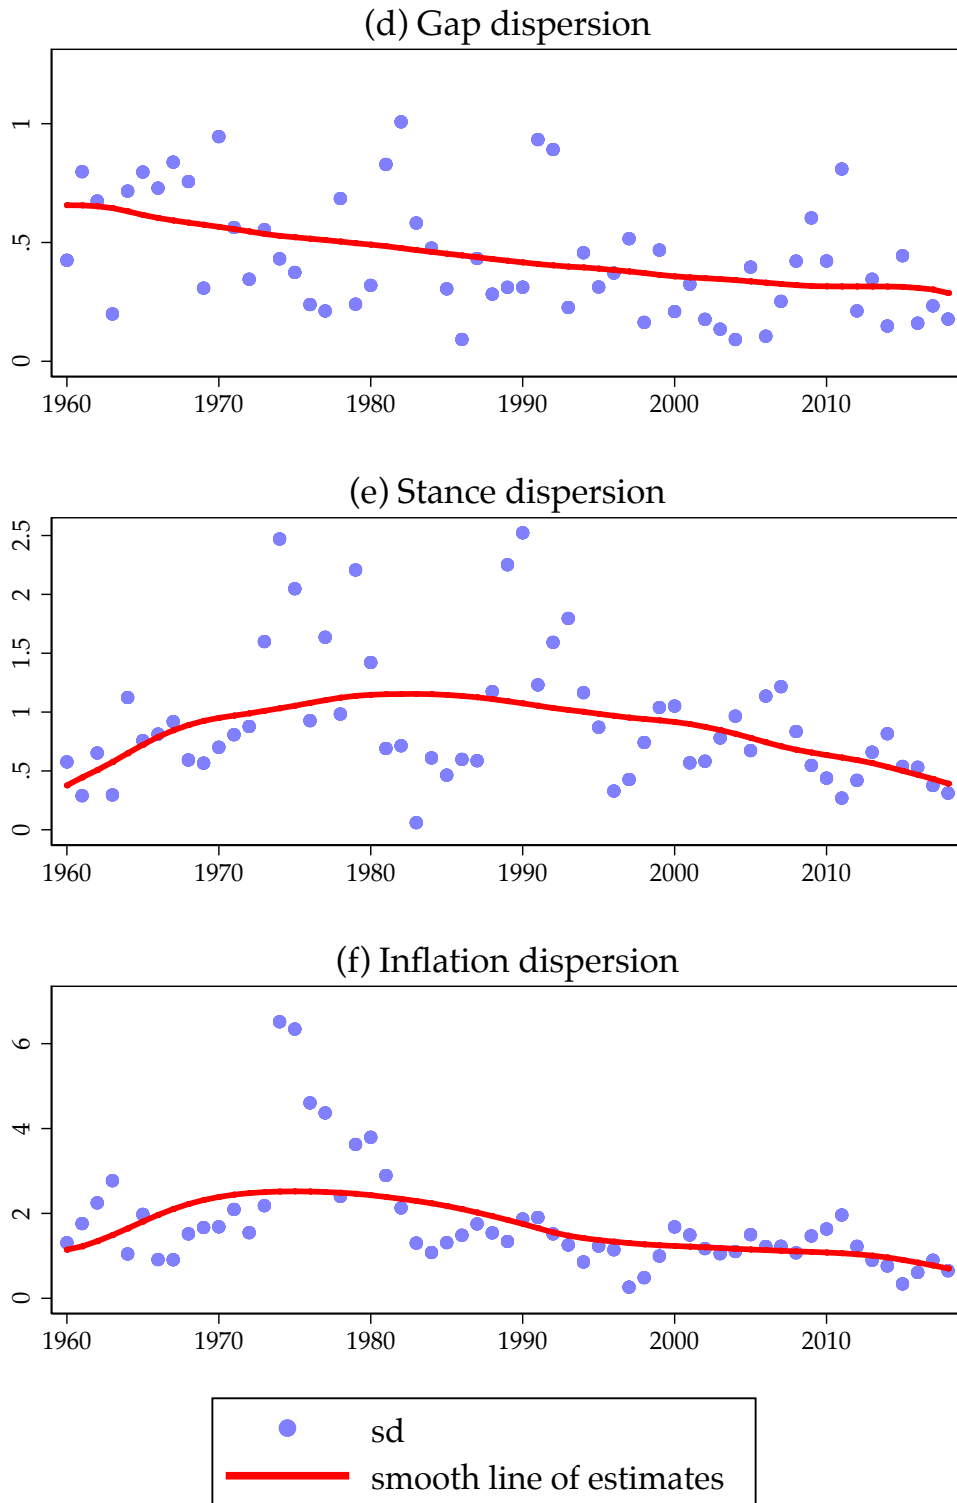 (d) Gap dispersion
1
.5
0
1960 1970 1980 1990 2000 2010
(e) Stance dispersion
2.5
2
1.5
1
.5
0
1960 1970 1980 1990 2000 2010
(f) Inflation dispersion
6
4
2
0
1960 1970 1980 1990 2000 2010
sd
smooth line of estimates